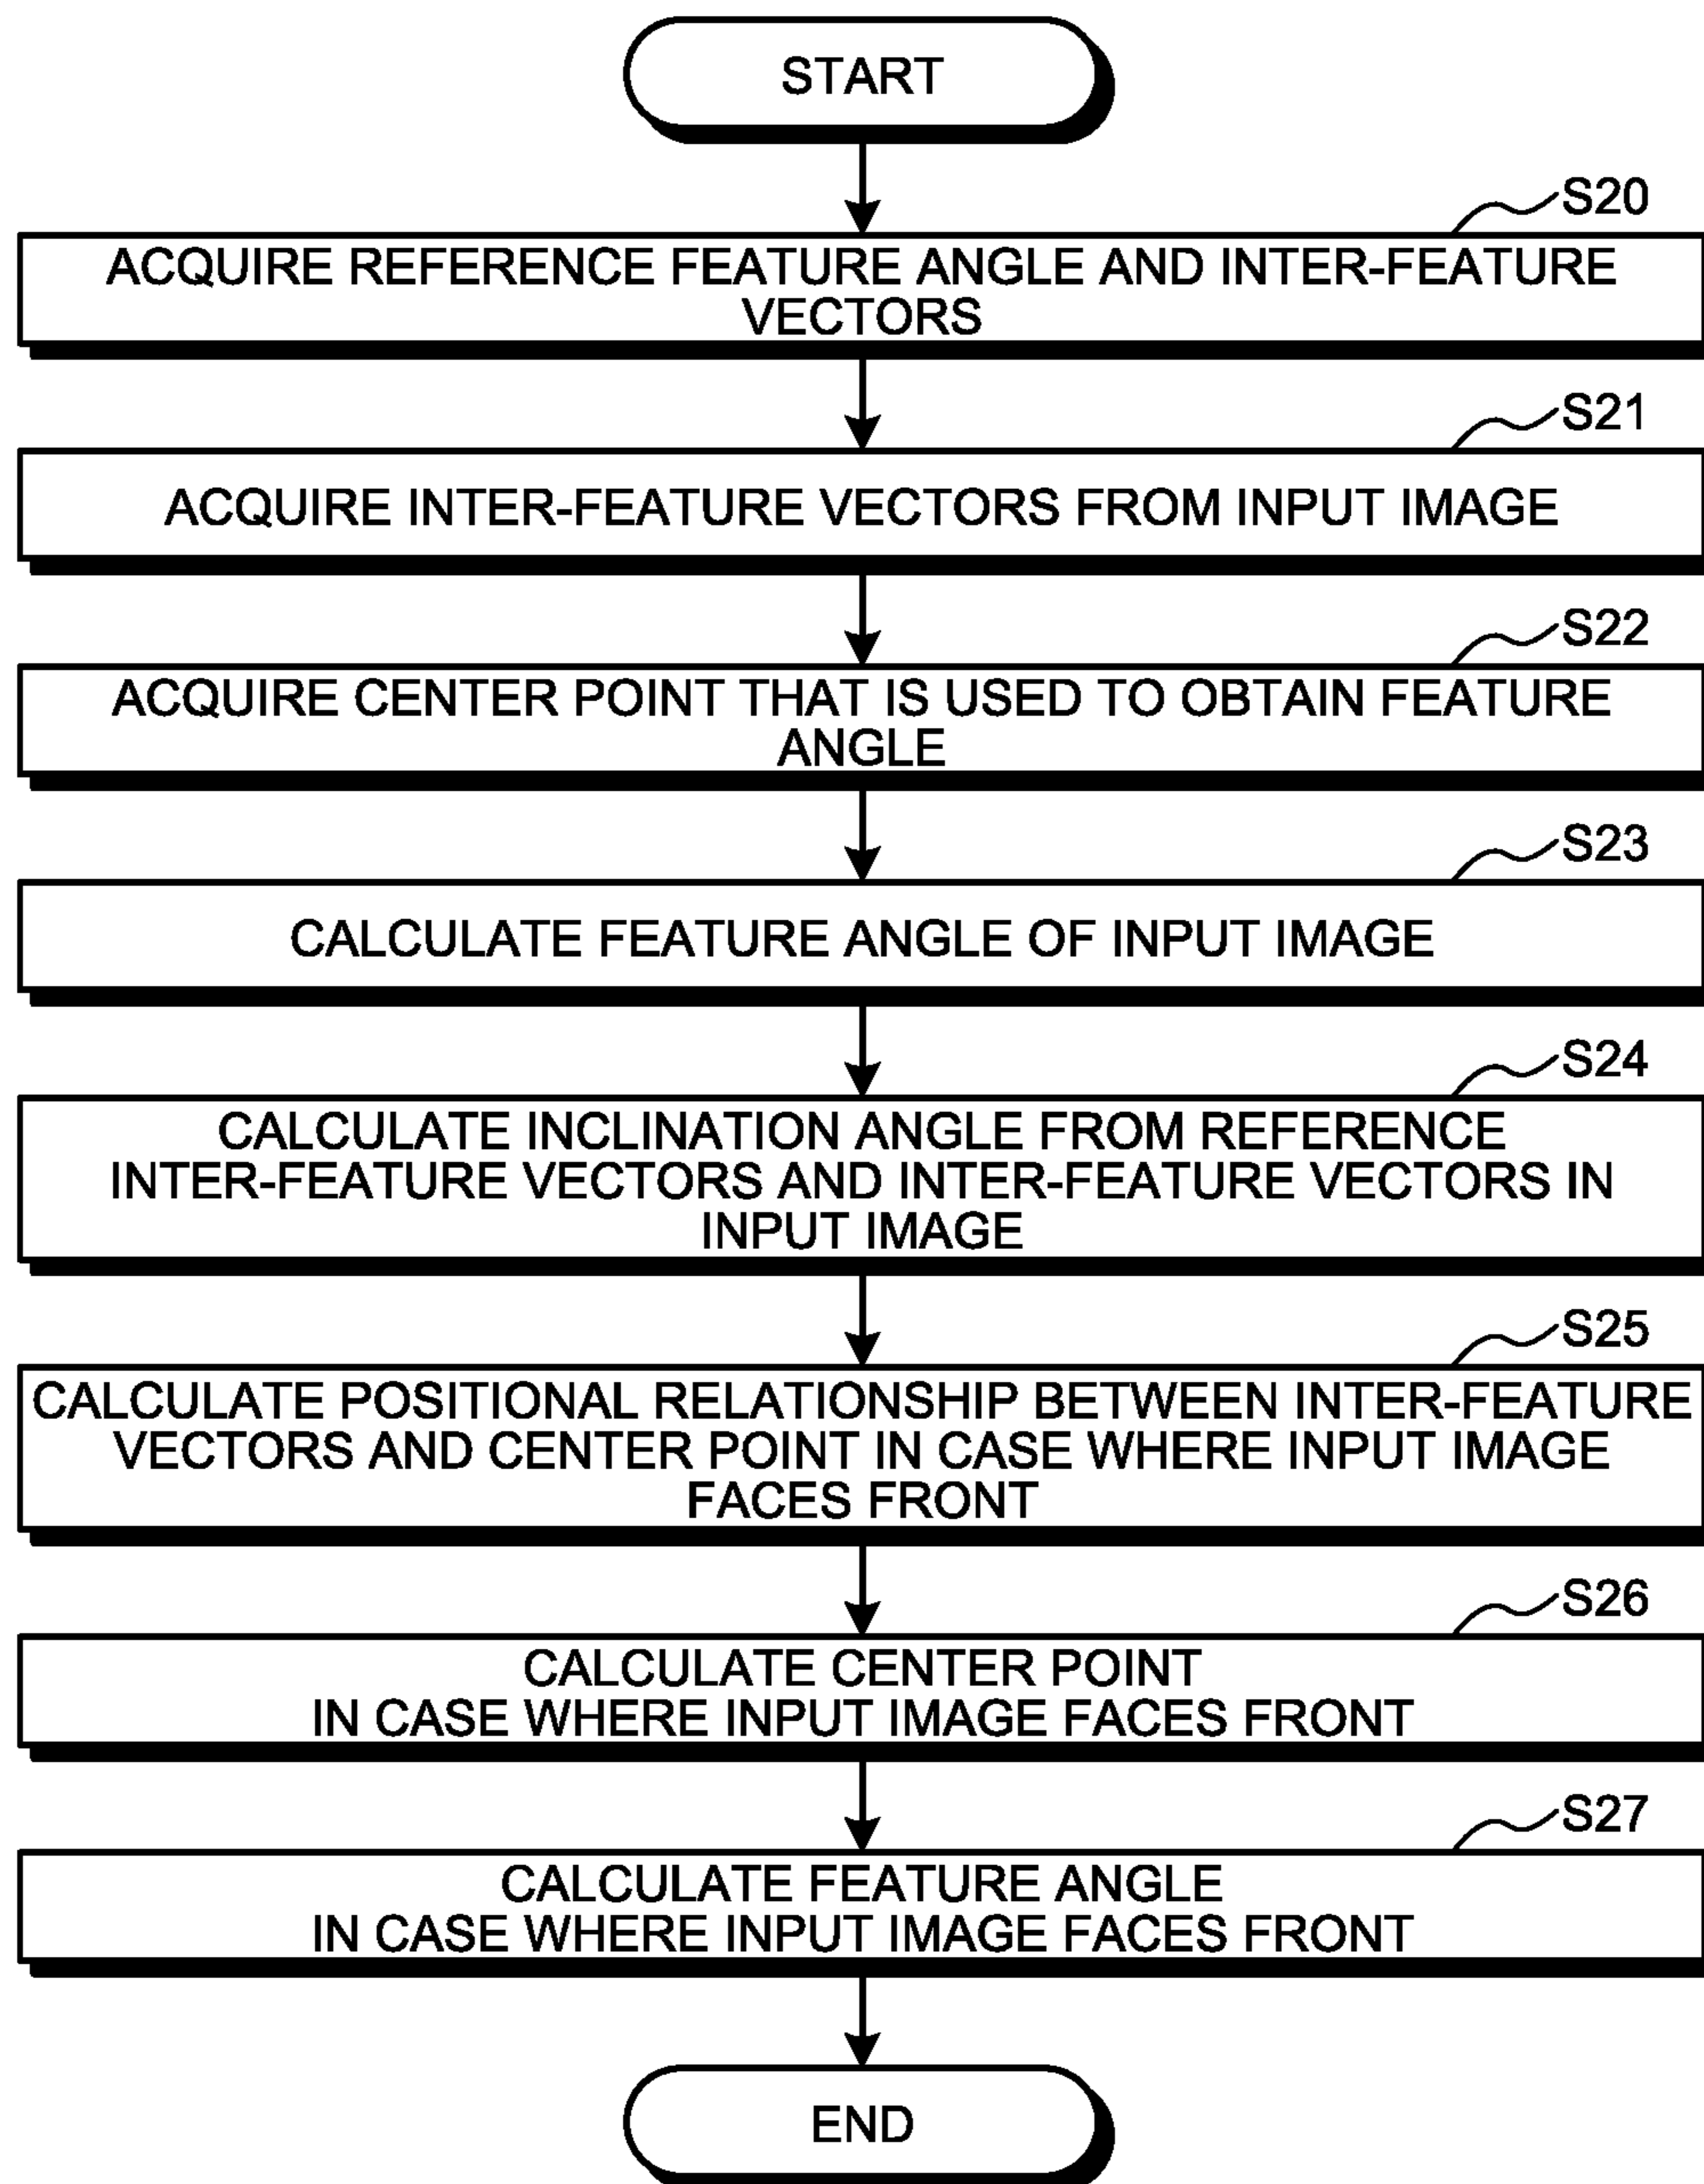 START
S20
ACQUIRE REFERENCE FEATURE ANGLE AND INTER-FEATURE
VECTORS
S21
ACQUIRE INTER-FEATURE VECTORS FROM INPUT IMAGE
S22
ACQUIRE CENTER POINT THAT IS USED TO OBTAIN FEATURE
ANGLE
S23
CALCULATE FEATURE ANGLE OF INPUT IMAGE
S24
CALCULATE INCLINATION ANGLE FROM REFERENCE
INTER-FEATURE VECTORS AND INTER-FEATURE VECTORS IN
INPUT IMAGE
S25
CALCULATE POSITIONAL RELATIONSHIP BETWEEN INTER-FEATURE
VECTORS AND CENTER POINT IN CASE WHERE INPUT IMAGE
FACES FRONT
S26
CALCULATE CENTER POINT
IN CASE WHERE INPUT IMAGE FACES FRONT
S27
CALCULATE FEATURE ANGLE
IN CASE WHERE INPUT IMAGE FACES FRONT
END